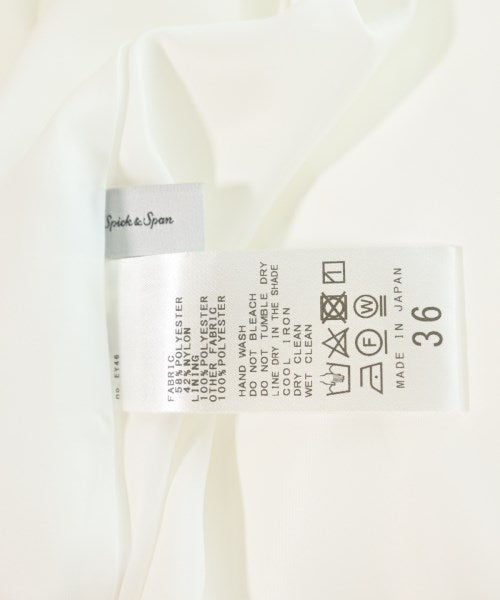 Spick & Span
no. EY46
FABRIC
58%POLYESTER
42%NYLON
LINING
100%POLYESTER
OTHER FABRIC
100%POLYESTER
HAND WASH
DO NOT BLEACH
DO NOT TUMBLE DRY
LINE DRY IN THE SHADE
COOL IRON
DRY CLEAN
WET CLEAN
F W
MADE IN JAPAN
36